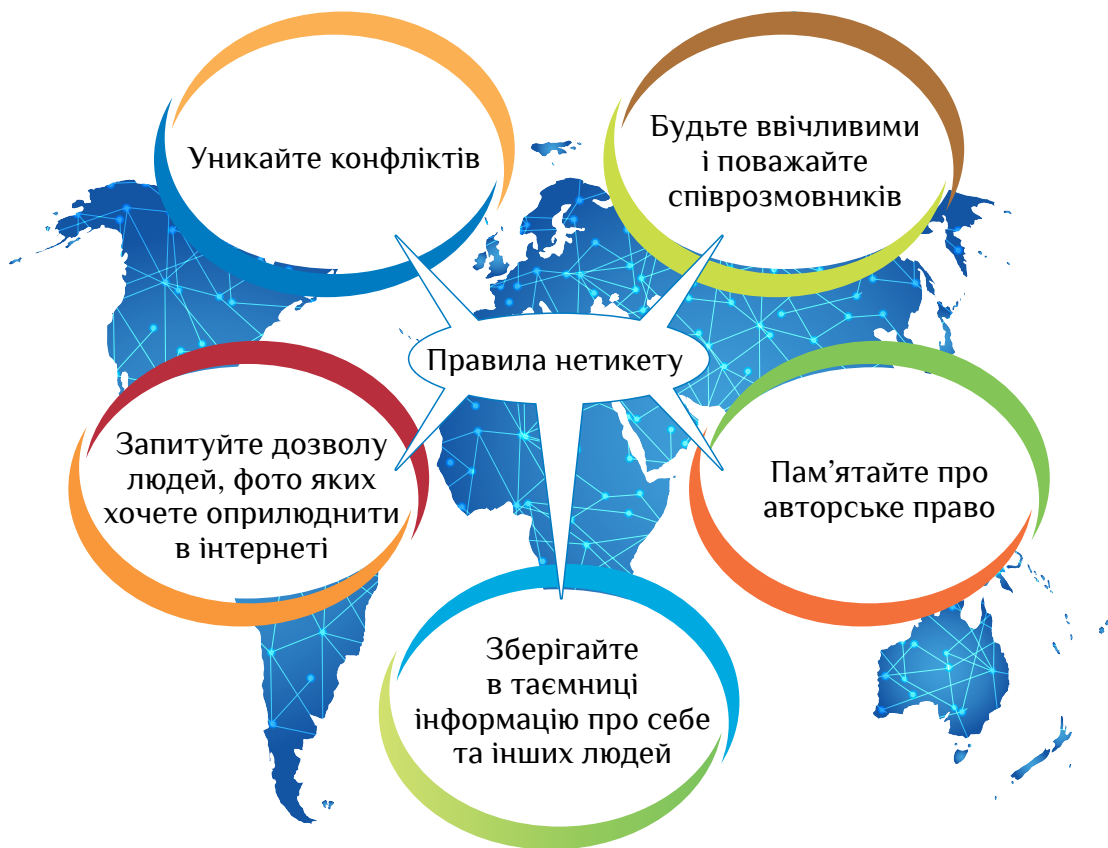 Уникайте конфліктів
Будьте ввічливими
і поважайте
співрозмовників
Правила нетикету
Запитуйте дозволу
людей, фото яких
хочете оприлюднити
в інтернеті
Пам’ятайте про
авторське право
Зберігайте
в таємниці
інформацію про себе
та інших людей